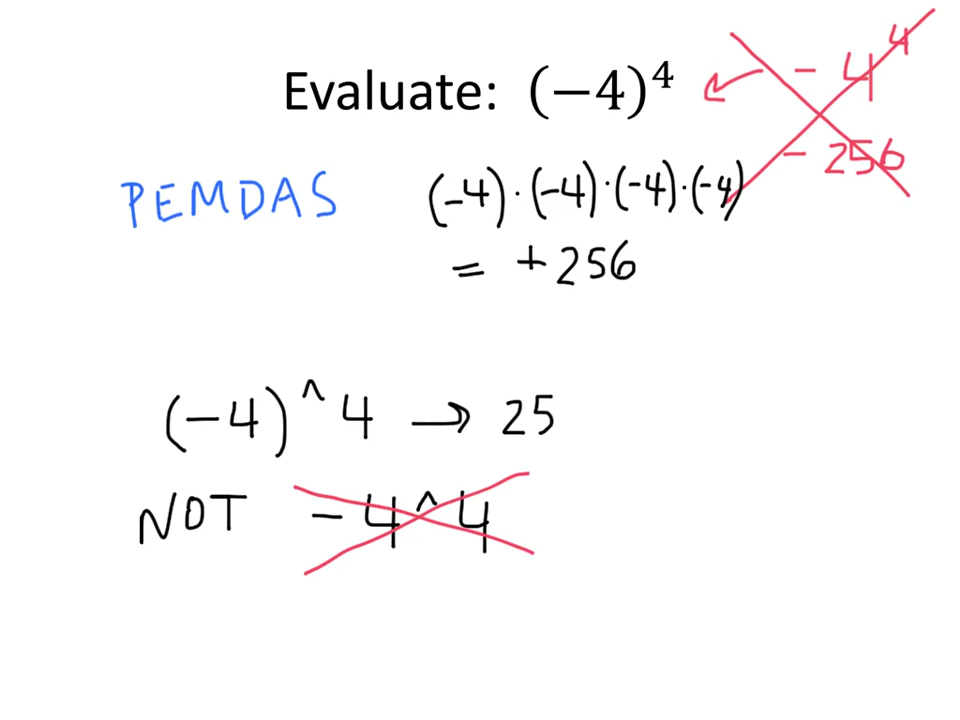 Evaluate: (−4)⁴
− 4⁴
− 256
PEMDAS
(−4)·(−4)·(−4)·(−4)
= +256
(−4)^4 → 25
NOT −4^4